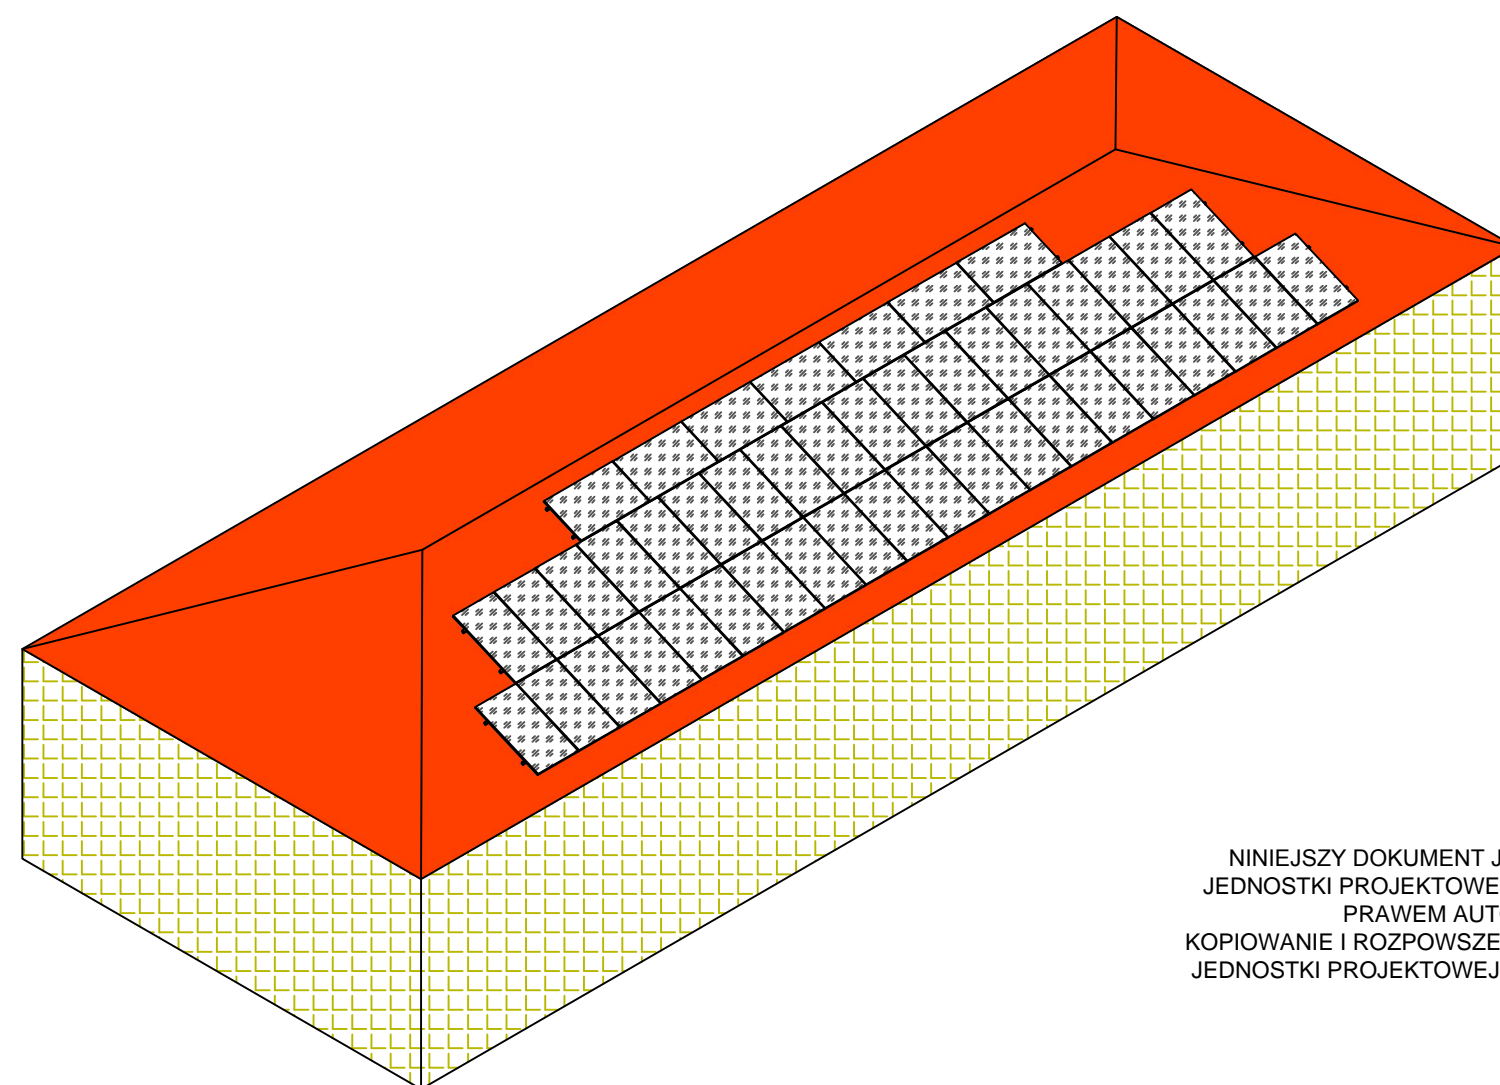 NINIEJSZY DOKUMENT J
JEDNOSTKI PROJEKTOWE
PRAWEM AUT
KOPIOWANIE I ROZPOWSZE
JEDNOSTKI PROJEKTOWEJ